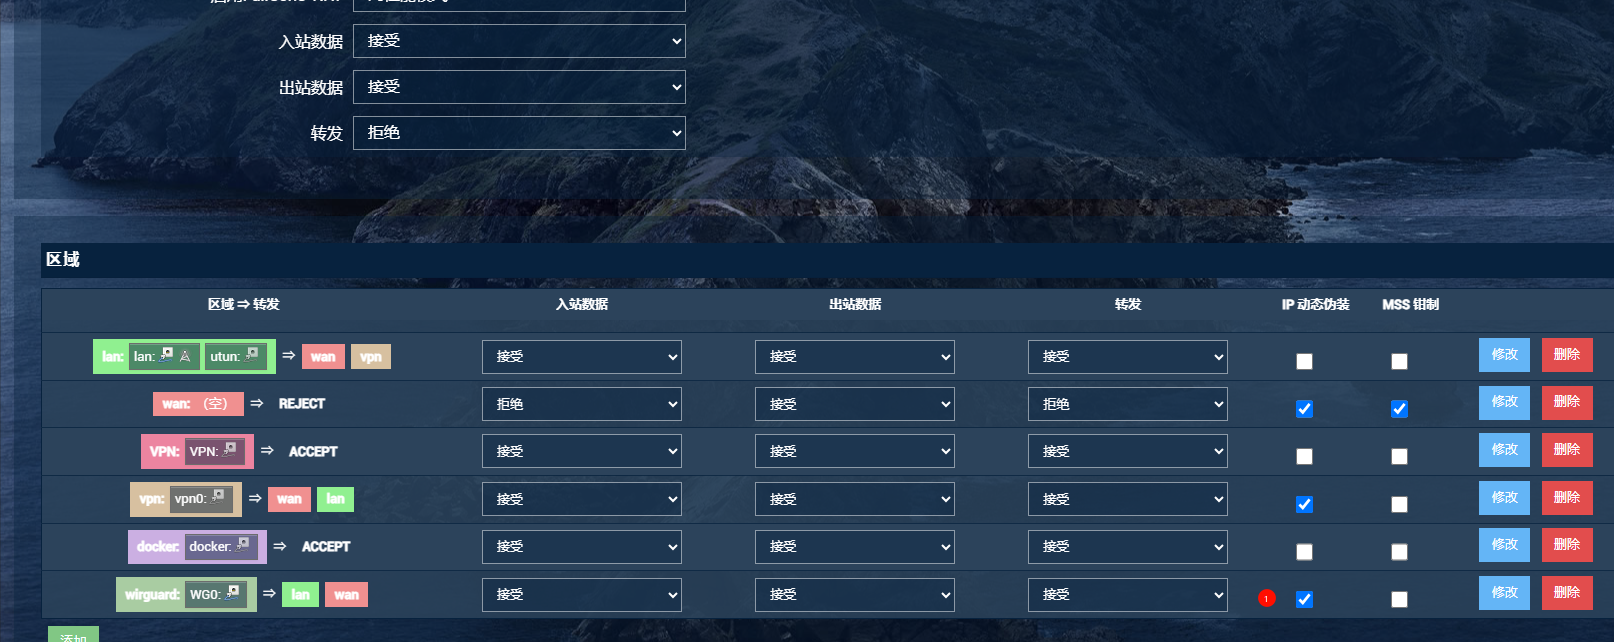 入站数据 接受
出站数据 接受
转发 拒绝
区域
区域 ⇒ 转发 入站数据 出站数据 转发 IP 动态伪装 MSS 钳制
lan: lan: utun: ⇒ wan vpn 接受 接受 接受 修改 删除
wan: (空) ⇒ REJECT 拒绝 接受 拒绝 修改 删除
VPN: VPN: ⇒ ACCEPT 接受 接受 接受 修改 删除
vpn: vpn0: ⇒ wan lan 接受 接受 接受 修改 删除
docker: docker: ⇒ ACCEPT 接受 接受 接受 修改 删除
wirguard: WG0: ⇒ lan wan 接受 接受 接受 1 修改 删除
添加